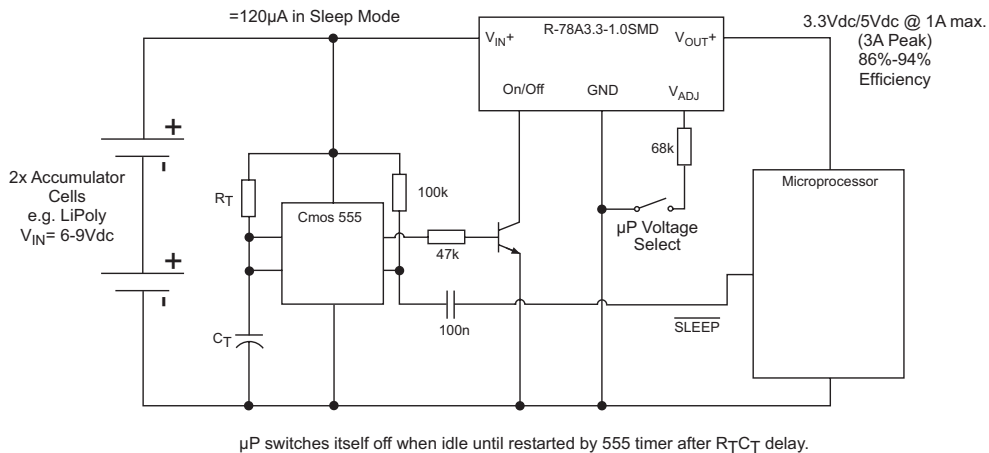 =120µA in Sleep Mode
R-78A3.3-1.0SMD
VIN+
VOUT+
On/Off
GND
VADJ
3.3Vdc/5Vdc @ 1A max.
(3A Peak)
86%-94%
Efficiency
+
-
2x Accumulator
Cells
e.g. LiPoly
VIN= 6-9Vdc
+
-
RT
100k
Cmos 555
47k
68k
µP Voltage
Select
Microprocessor
CT
100n
SLEEP
µP switches itself off when idle until restarted by 555 timer after RTCT delay.